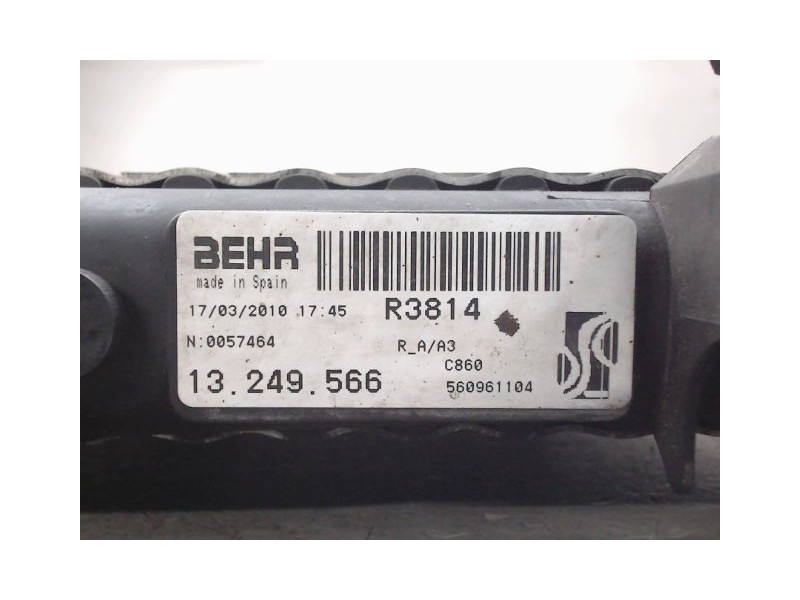 BEHR
made in Spain
17/03/2010 17:45 R3814
N:0057464 R_A/A3
C860
13.249.566 560961104